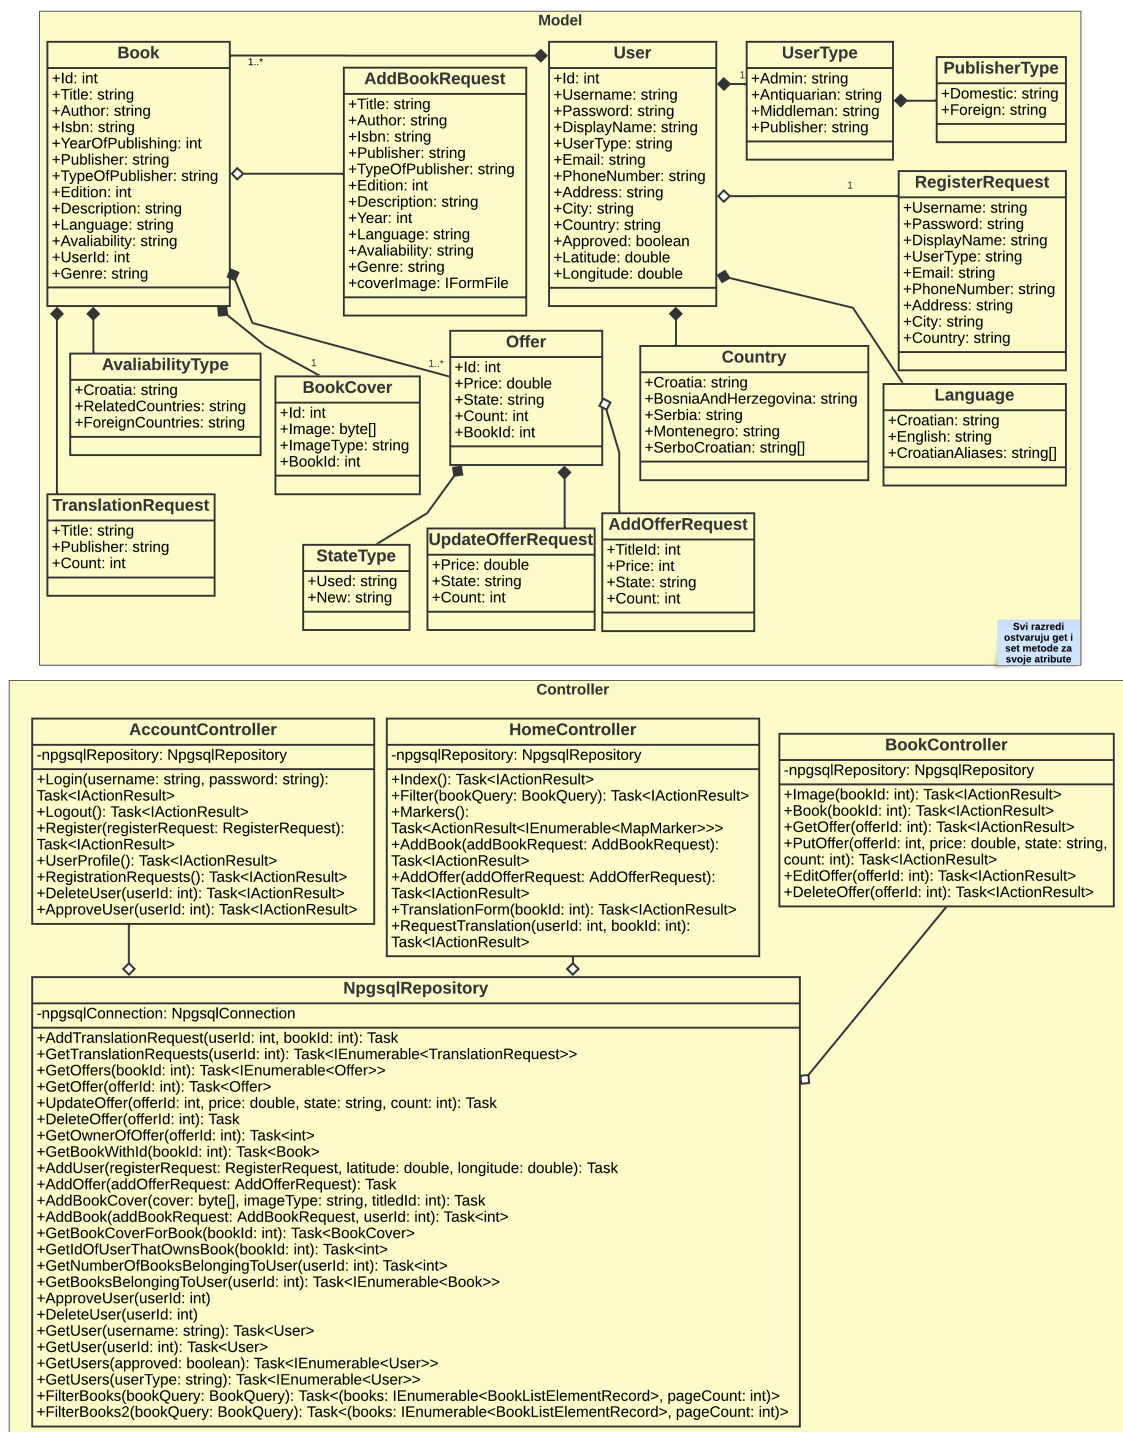 Model
Book
+Id: int
+Title: string
+Author: string
+Isbn: string
+YearOfPublishing: int
+Publisher: string
+TypeOfPublisher: string
+Edition: int
+Description: string
+Language: string
+Avaliability: string
+UserId: int
+Genre: string
1..*
AddBookRequest
+Title: string
+Author: string
+Isbn: string
+Publisher: string
+TypeOfPublisher: string
+Edition: int
+Description: string
+Year: int
+Language: string
+Avaliability: string
+Genre: string
+coverImage: IFormFile
User
+Id: int
+Username: string
+Password: string
+DisplayName: string
+UserType: string
+Email: string
+PhoneNumber: string
+Address: string
+City: string
+Country: string
+Approved: boolean
+Latitude: double
+Longitude: double
1
UserType
+Admin: string
+Antiquarian: string
+Middleman: string
+Publisher: string
PublisherType
+Domestic: string
+Foreign: string
1
RegisterRequest
+Username: string
+Password: string
+DisplayName: string
+UserType: string
+Email: string
+PhoneNumber: string
+Address: string
+City: string
+Country: string
AvaliabilityType
+Croatia: string
+RelatedCountries: string
+ForeignCountries: string
1
BookCover
+Id: int
+Image: byte[]
+ImageType: string
+BookId: int
1..*
Offer
+Id: int
+Price: double
+State: string
+Count: int
+BookId: int
Country
+Croatia: string
+BosniaAndHerzegovina: string
+Serbia: string
+Montenegro: string
+SerboCroatian: string[]
Language
+Croatian: string
+English: string
+CroatianAliases: string[]
TranslationRequest
+Title: string
+Publisher: string
+Count: int
StateType
+Used: string
+New: string
UpdateOfferRequest
+Price: double
+State: string
+Count: int
AddOfferRequest
+TitleId: int
+Price: int
+State: string
+Count: int
Svi razredi
ostvaruju get i
set metode za
svoje atribute
Controller
AccountController
-npgsqlRepository: NpgsqlRepository
+Login(username: string, password: string):
Task<IActionResult>
+Logout(): Task<IActionResult>
+Register(registerRequest: RegisterRequest):
Task<IActionResult>
+UserProfile(): Task<IActionResult>
+RegistrationRequests(): Task<IActionResult>
+DeleteUser(userId: int): Task<IActionResult>
+ApproveUser(userId: int): Task<IActionResult>
HomeController
-npgsqlRepository: NpgsqlRepository
+Index(): Task<IActionResult>
+Filter(bookQuery: BookQuery): Task<IActionResult>
+Markers():
Task<ActionResult<IEnumerable<MapMarker>>>
+AddBook(addBookRequest: AddBookRequest):
Task<IActionResult>
+AddOffer(addOfferRequest: AddOfferRequest):
Task<IActionResult>
+TranslationForm(bookId: int): Task<IActionResult>
+RequestTranslation(userId: int, bookId: int):
Task<IActionResult>
BookController
-npgsqlRepository: NpgsqlRepository
+Image(bookId: int): Task<IActionResult>
+Book(bookId: int): Task<IActionResult>
+GetOffer(offerId: int): Task<IActionResult>
+PutOffer(offerId: int, price: double, state: string,
count: int): Task<IActionResult>
+EditOffer(offerId: int): Task<IActionResult>
+DeleteOffer(offerId: int): Task<IActionResult>
NpgsqlRepository
-npgsqlConnection: NpgsqlConnection
+AddTranslationRequest(userId: int, bookId: int): Task
+GetTranslationRequests(userId: int): Task<IEnumerable<TranslationRequest>>
+GetOffers(bookId: int): Task<IEnumerable<Offer>>
+GetOffer(offerId: int): Task<Offer>
+UpdateOffer(offerId: int, price: double, state: string, count: int): Task
+DeleteOffer(offerId: int): Task
+GetOwnerOfOffer(offerId: int): Task<int>
+GetBookWithId(bookId: int): Task<Book>
+AddUser(registerRequest: RegisterRequest, latitude: double, longitude: double): Task
+AddOffer(addOfferRequest: AddOfferRequest): Task
+AddBookCover(cover: byte[], imageType: string, titledId: int): Task
+AddBook(addBookRequest: AddBookRequest, userId: int): Task<int>
+GetBookCoverForBook(bookId: int): Task<BookCover>
+GetIdOfUserThatOwnsBook(bookId: int): Task<int>
+GetNumberOfBooksBelongingToUser(userId: int): Task<int>
+GetBooksBelongingToUser(userId: int): Task<IEnumerable<Book>>
+ApproveUser(userId: int)
+DeleteUser(userId: int)
+GetUser(username: string): Task<User>
+GetUser(userId: int): Task<User>
+GetUsers(approved: boolean): Task<IEnumerable<User>>
+GetUsers(userType: string): Task<IEnumerable<User>>
+FilterBooks(bookQuery: BookQuery): Task<(books: IEnumerable<BookListElementRecord>, pageCount: int)>
+FilterBooks2(bookQuery: BookQuery): Task<(books: IEnumerable<BookListElementRecord>, pageCount: int)>